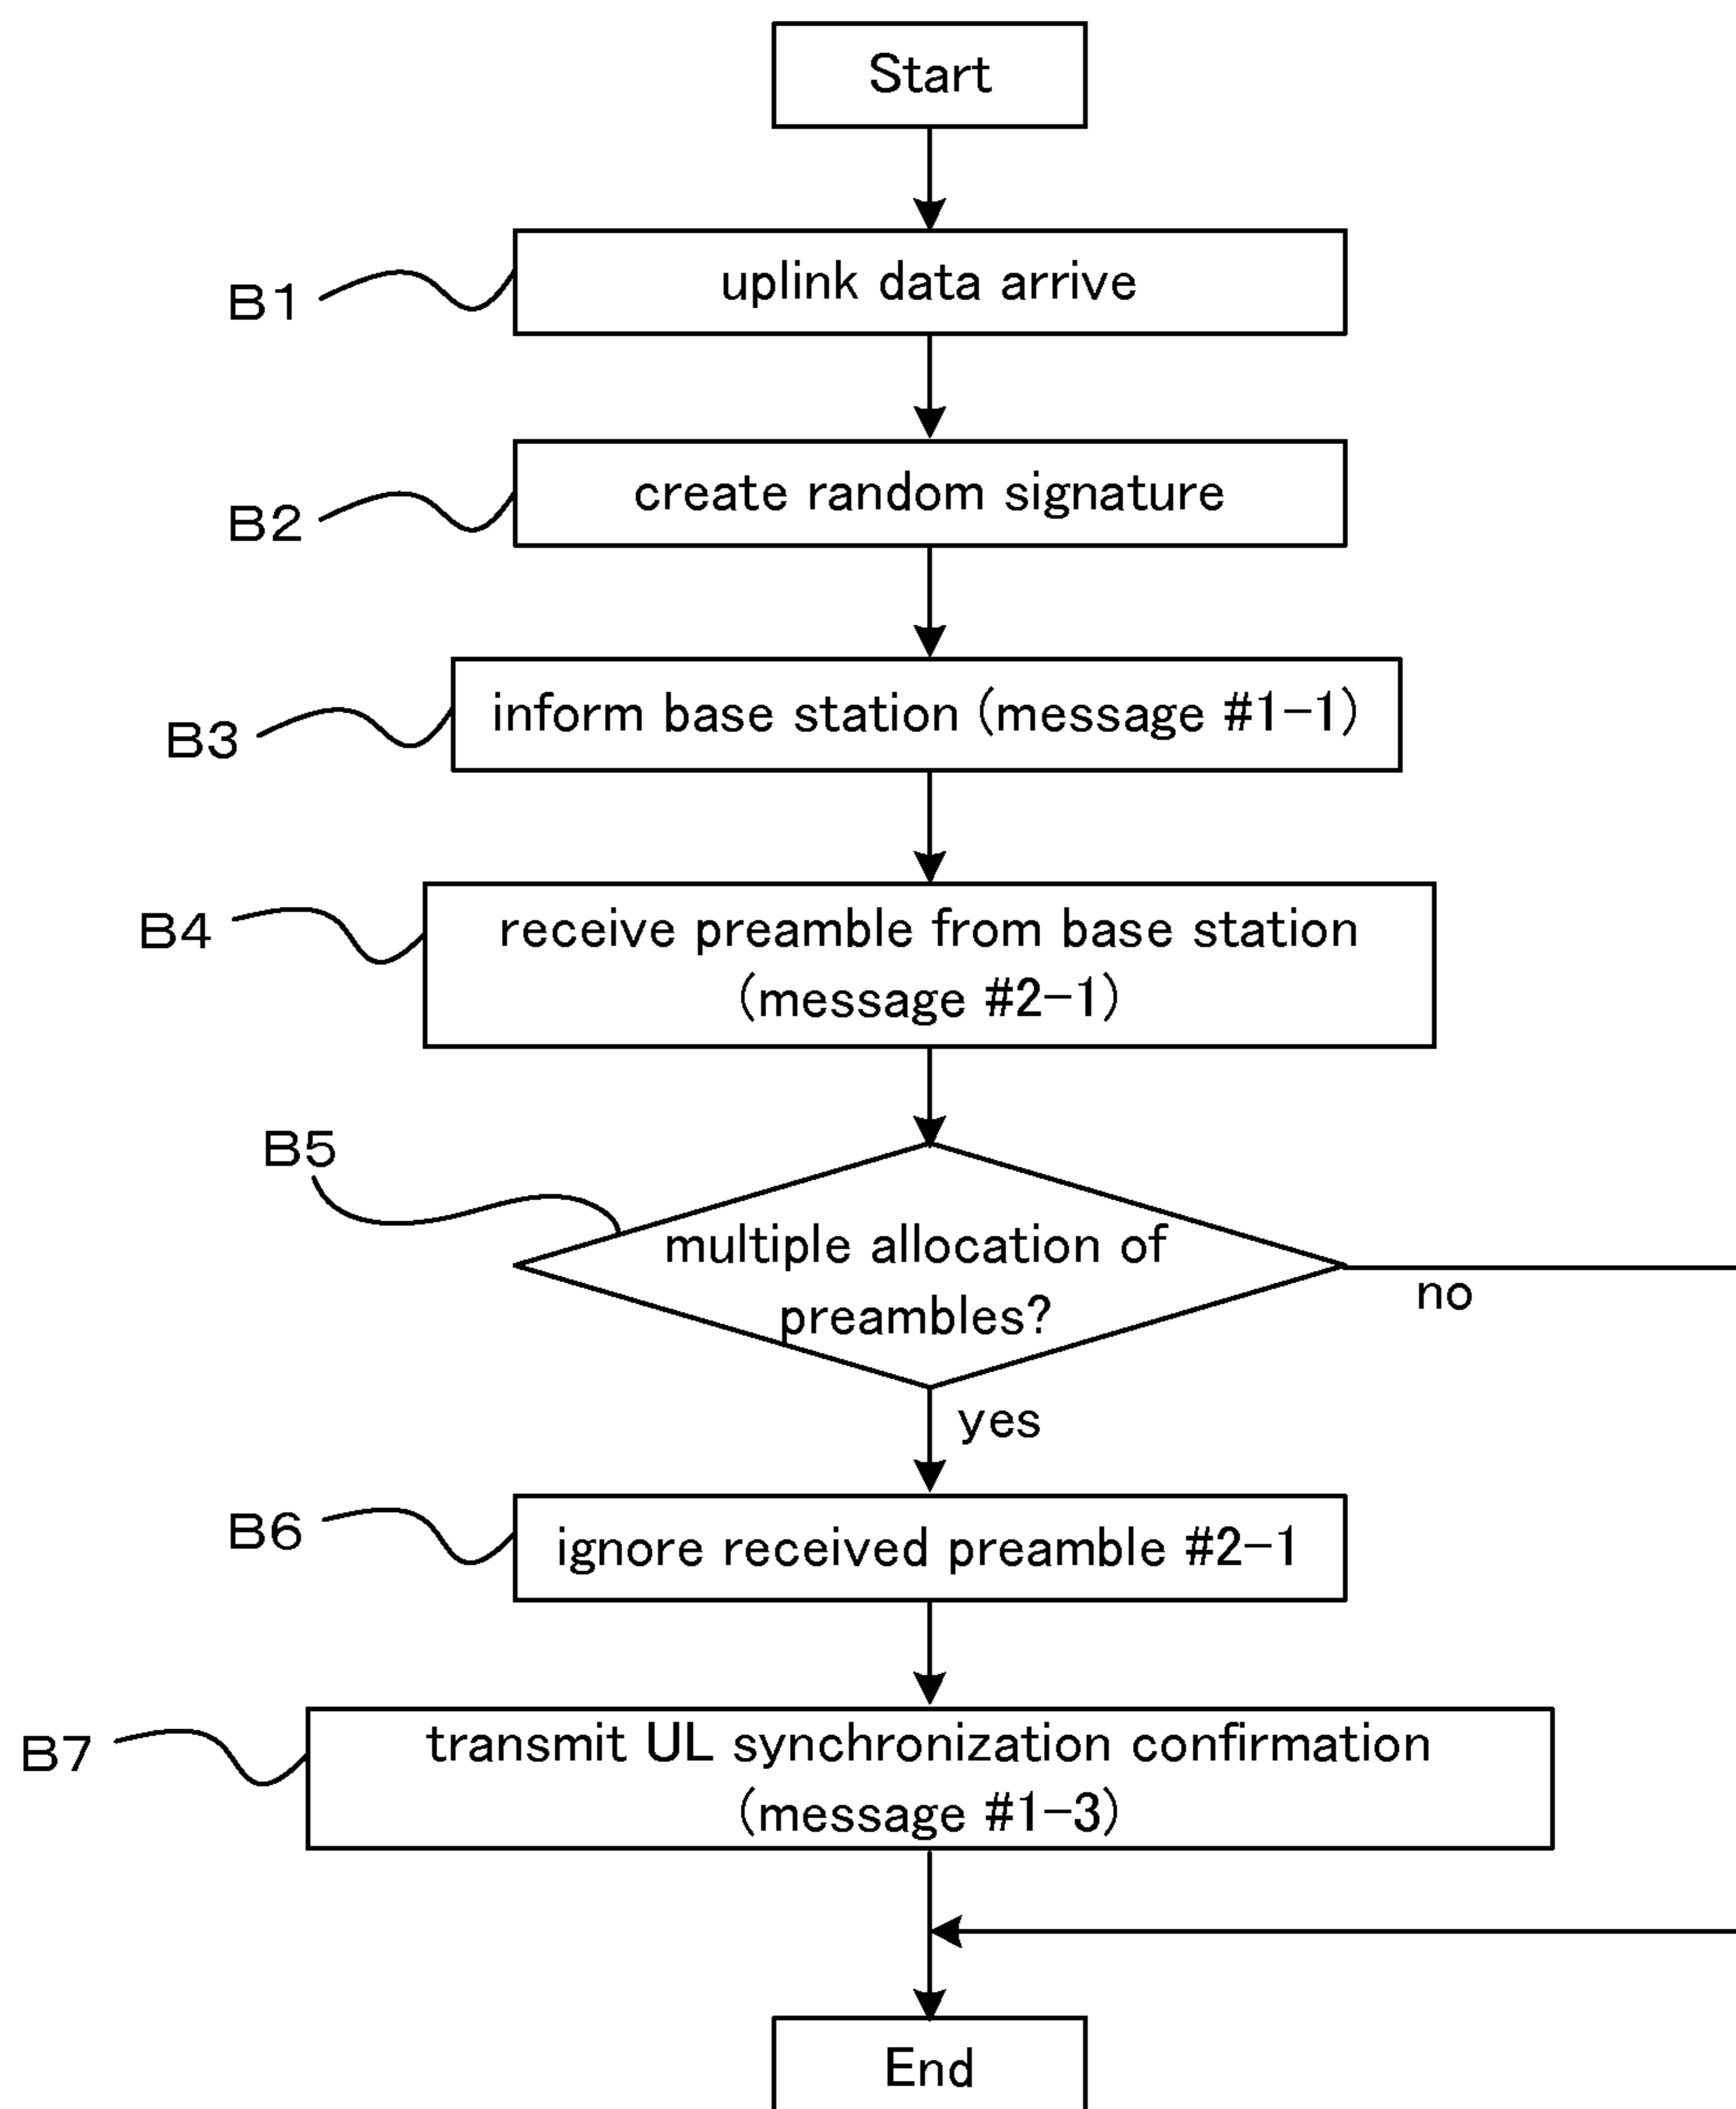 Start
B1
uplink data arrive
B2
create random signature
B3
inform base station (message #1-1)
B4
receive preamble from base station
(message #2-1)
B5
multiple allocation of
preambles?
no
yes
B6
ignore received preamble #2-1
B7
transmit UL synchronization confirmation
(message #1-3)
End